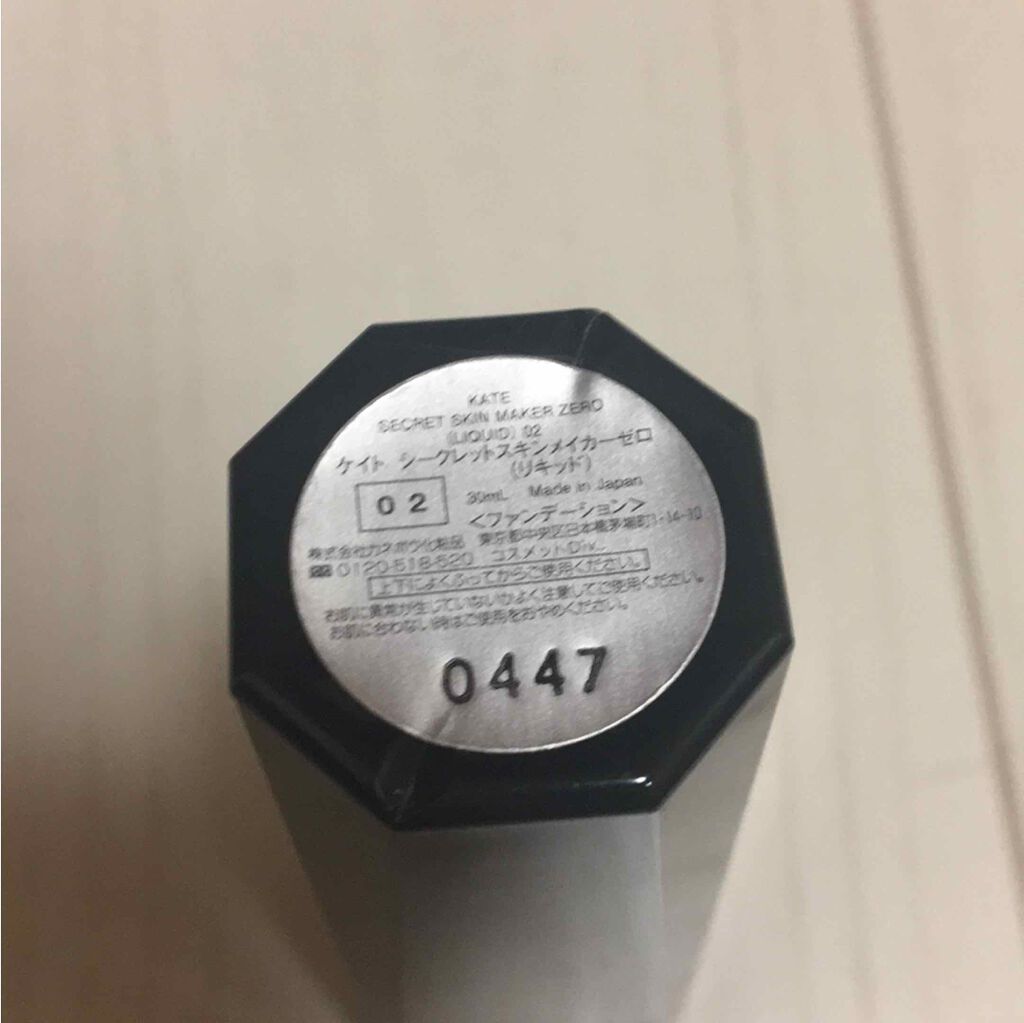 KATE
SECRET SKIN MAKER ZERO
(LIQUID) 02
ケイト シークレットスキンメイカーゼロ
(リキッド)
02
30mL Made in Japan
<ファンデーション>
株式会社カネボウ化粧品 東京都中央区日本橋茅場町1-14-10
0120-518-520 コスメットDiv.
上下によくふってからご使用ください。
お肌に異常が生じていないかよく注意してご使用ください。
お肌に合わない時はご使用をおやめください。
0447